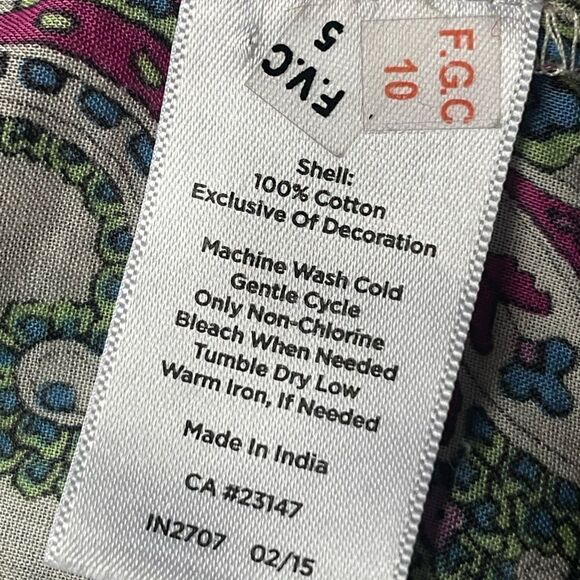 F.V.C
5
F.G.C
10
Shell:
100% Cotton
Exclusive Of Decoration
Machine Wash Cold
Gentle Cycle
Only Non-Chlorine
Bleach When Needed
Tumble Dry Low
Warm Iron, If Needed
Made In India
CA #23147
IN2707 02/15